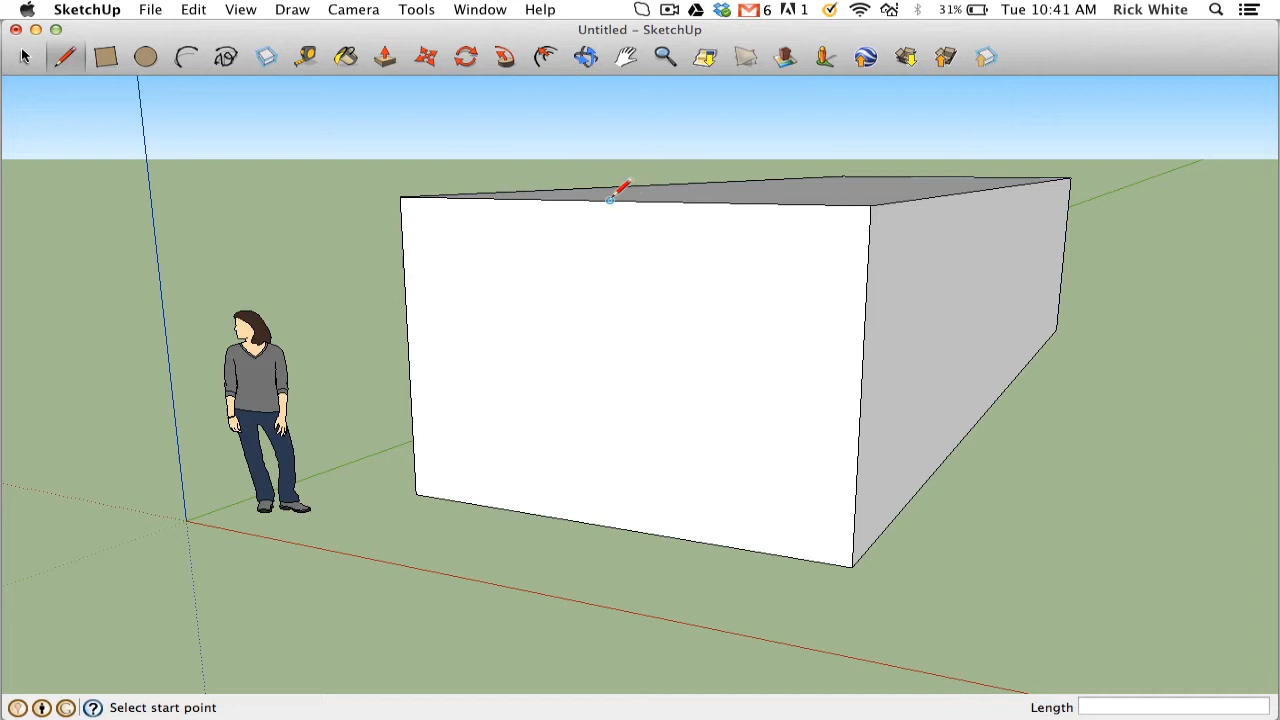 SketchUp File Edit View Draw Camera Tools Window Help 6 1 31% Tue 10:41 AM Rick White
Untitled – SketchUp
Select start point Length